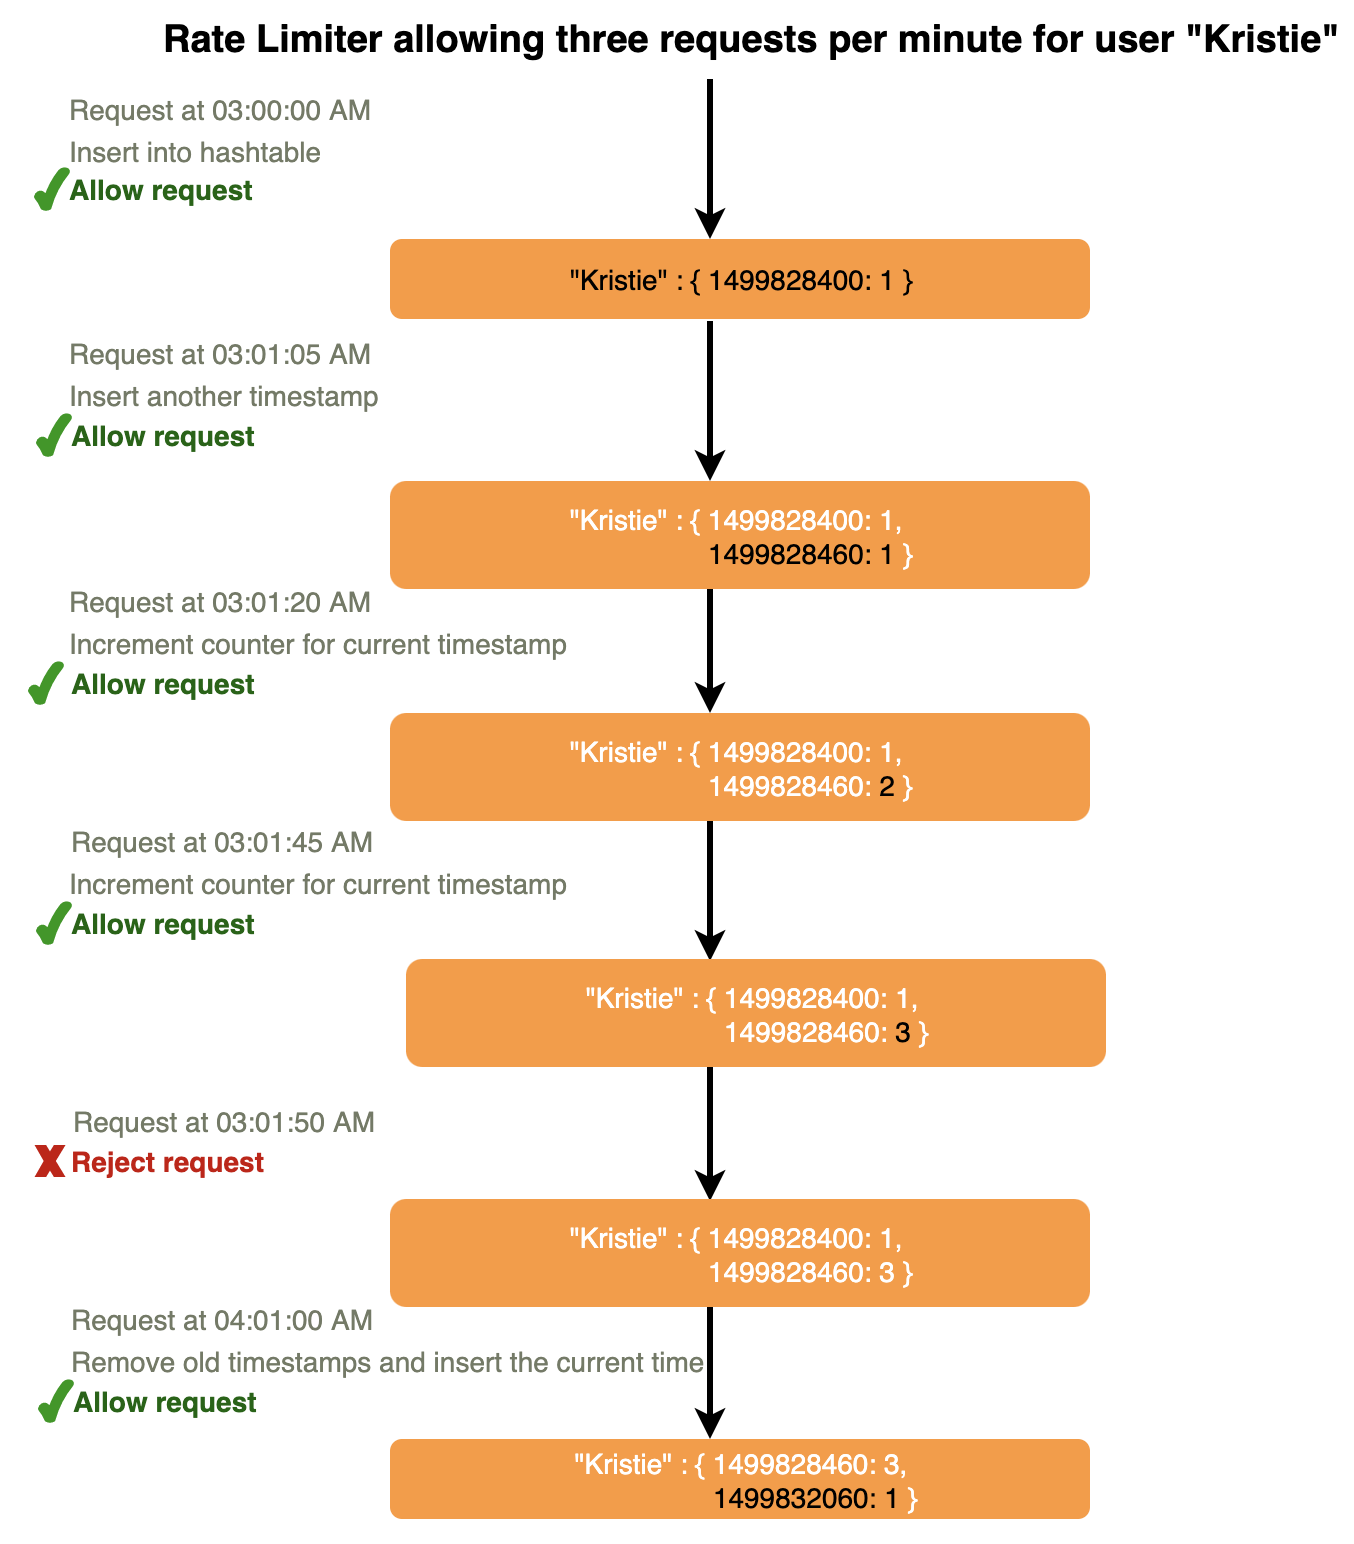 Rate Limiter allowing three requests per minute for user "Kristie"
Request at 03:00:00 AM
Insert into hashtable
Allow request
"Kristie" : { 1499828400: 1 }
Request at 03:01:05 AM
Insert another timestamp
Allow request
"Kristie" : { 1499828400: 1,
1499828460: 1 }
Request at 03:01:20 AM
Increment counter for current timestamp
Allow request
"Kristie" : { 1499828400: 1,
1499828460: 2 }
Request at 03:01:45 AM
Increment counter for current timestamp
Allow request
"Kristie" : { 1499828400: 1,
1499828460: 3 }
Request at 03:01:50 AM
Reject request
"Kristie" : { 1499828400: 1,
1499828460: 3 }
Request at 04:01:00 AM
Remove old timestamps and insert the current time
Allow request
"Kristie" : { 1499828460: 3,
1499832060: 1 }